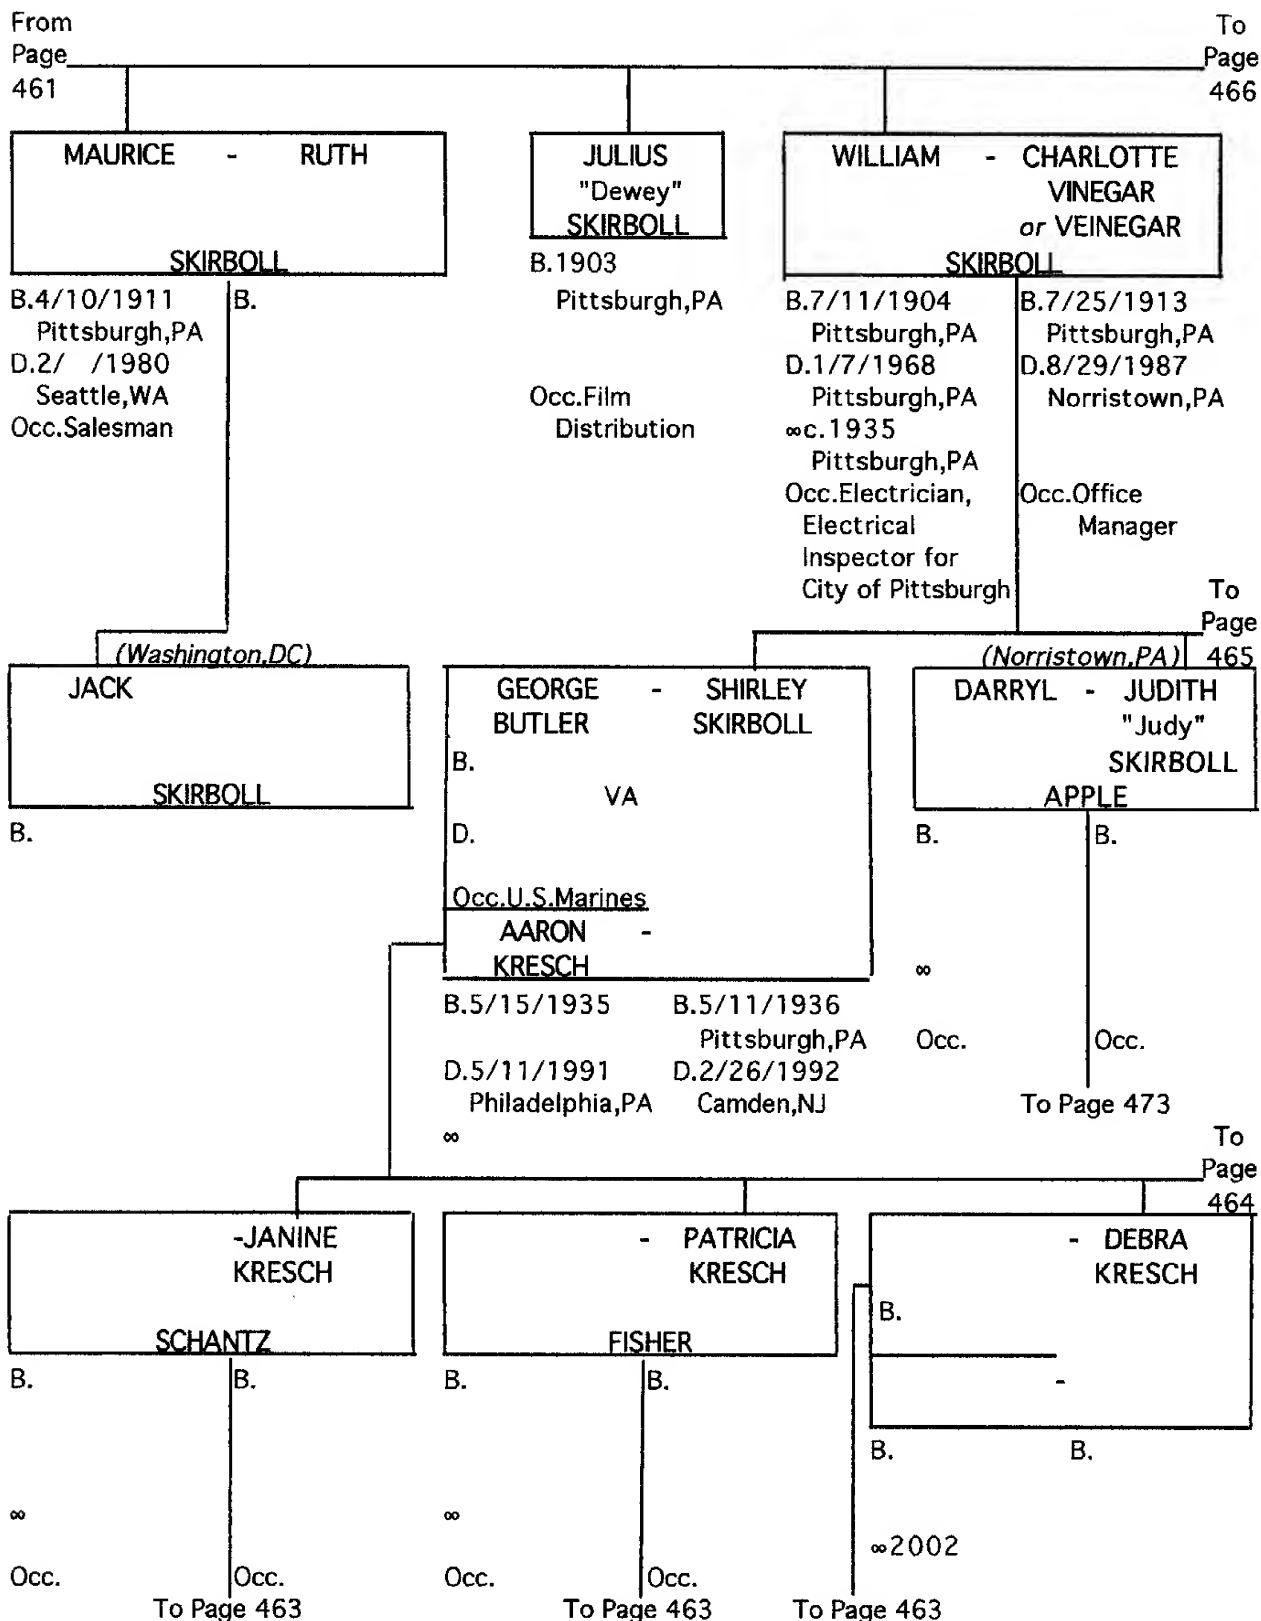 From
Page
461
To
Page
466
MAURICE - RUTH
SKIRBOLL
B.4/10/1911 B.
Pittsburgh,PA
D.2/ /1980
Seattle,WA
Occ.Salesman
JULIUS
"Dewey"
SKIRBOLL
B.1903
Pittsburgh,PA
Occ.Film
Distribution
WILLIAM - CHARLOTTE
VINEGAR
or VEINEGAR
SKIRBOLL
B.7/11/1904
Pittsburgh,PA
D.1/7/1968
Pittsburgh,PA
∞c.1935
Pittsburgh,PA
Occ.Electrician,
Electrical
Inspector for
City of Pittsburgh
B.7/25/1913
Pittsburgh,PA
D.8/29/1987
Norristown,PA
Occ.Office
Manager
To
Page
465
(Washington,DC)
JACK
SKIRBOLL
B.
GEORGE - SHIRLEY
BUTLER SKIRBOLL
B.
VA
D.
Occ.U.S.Marines
AARON -
KRESCH
B.5/15/1935
D.5/11/1991
Philadelphia,PA
∞
B.5/11/1936
Pittsburgh,PA
D.2/26/1992
Camden,NJ
(Norristown,PA)
DARRYL - JUDITH
"Judy"
SKIRBOLL
APPLE
B. B.
∞
Occ. Occ.
To Page 473
To
Page
464
-JANINE
KRESCH
SCHANTZ
B. B.
∞
Occ. Occ.
To Page 463
- PATRICIA
KRESCH
FISHER
B. B.
∞
Occ. Occ.
To Page 463
- DEBRA
KRESCH
B.
-
B. B.
∞2002
To Page 463